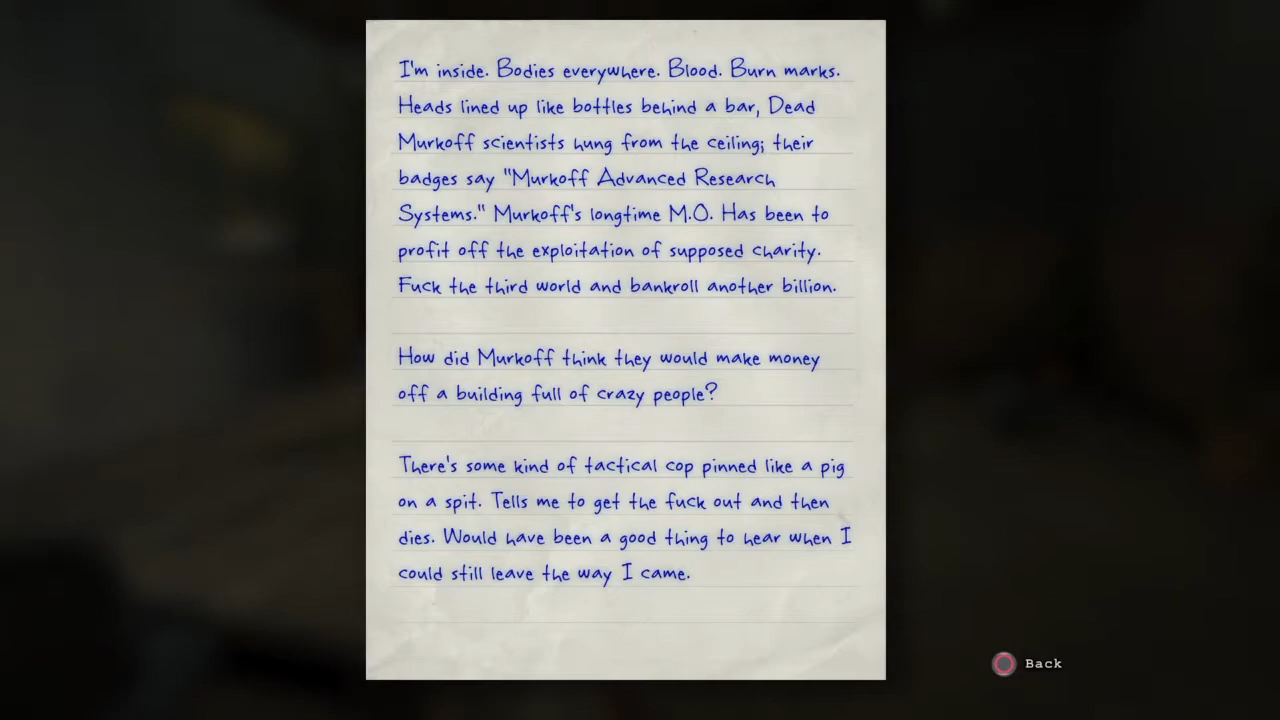 I'm inside. Bodies everywhere. Blood. Burn marks.
Heads lined up like bottles behind a bar, Dead
Murkoff scientists hung from the ceiling; their
badges say "Murkoff Advanced Research
Systems." Murkoff's longtime M.O. Has been to
profit off the exploitation of supposed charity.
Fuck the third world and bankroll another billion.
How did Murkoff think they would make money
off a building full of crazy people?
There's some kind of tactical cop pinned like a pig
on a spit. Tells me to get the fuck out and then
dies. Would have been a good thing to hear when I
could still leave the way I came.
Back